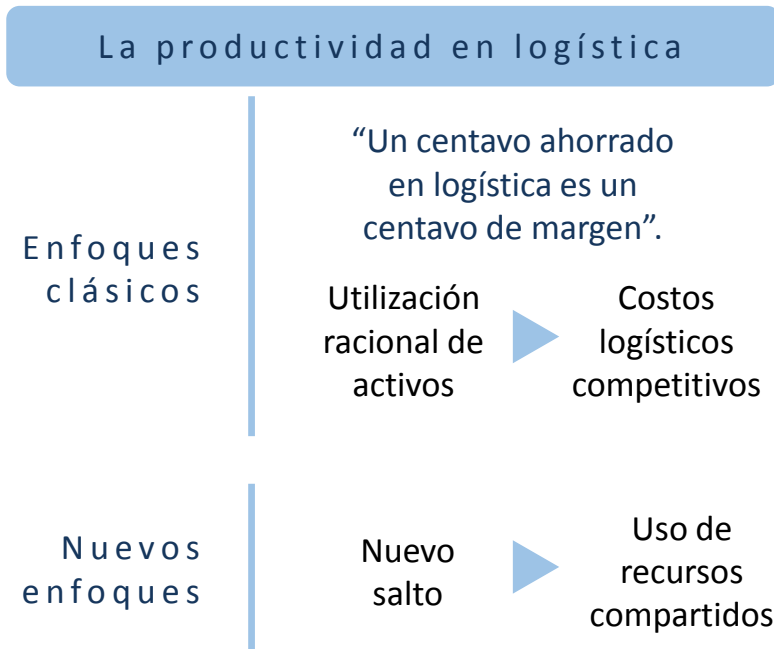 La productividad en logística
Enfoques
clásicos
“Un centavo ahorrado
en logística es un
centavo de margen”.
Utilización
racional de
activos
Costos
logísticos
competitivos
Nuevos
enfoques
Nuevo
salto
Uso de
recursos
compartidos